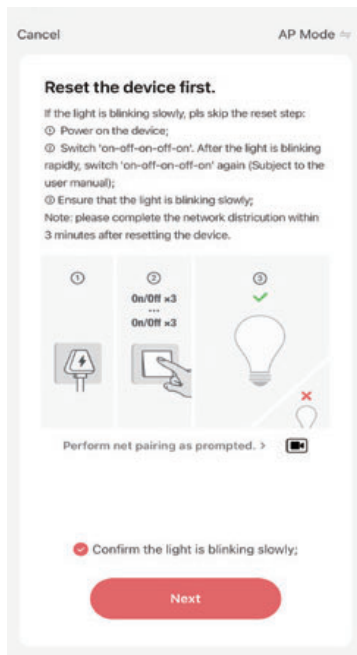 Cancel
AP Mode
Reset the device first.
If the light is blinking slowly, pls skip the reset step:
① Power on the device;
② Switch 'on-off-on-off-on'. After the light is blinking
rapidly, switch 'on-off-on-off-on' again (Subject to the
user manual);
③ Ensure that the light is blinking slowly;
Note: please complete the network districution within
3 minutes after resetting the device.
①
②
③
On/Off ×3
...
On/Off ×3
Perform net pairing as prompted. >
Confirm the light is blinking slowly;
Next